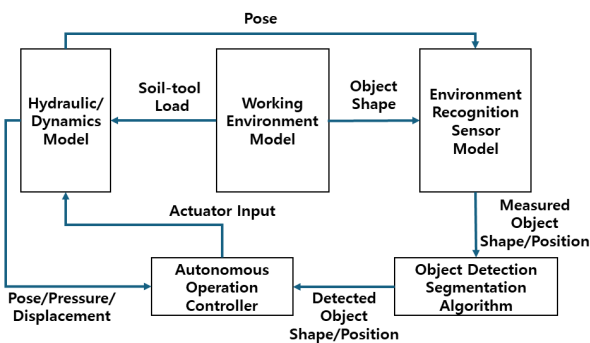 Pose
Soil-tool
Load
Object
Shape
Hydraulic/
Dynamics
Model
Working
Environment
Model
Environment
Recognition
Sensor
Model
Actuator Input
Measured
Object
Shape/Position
Autonomous
Operation
Controller
Object Detection
Segmentation
Algorithm
Pose/Pressure/
Displacement
Detected
Object
Shape/Position